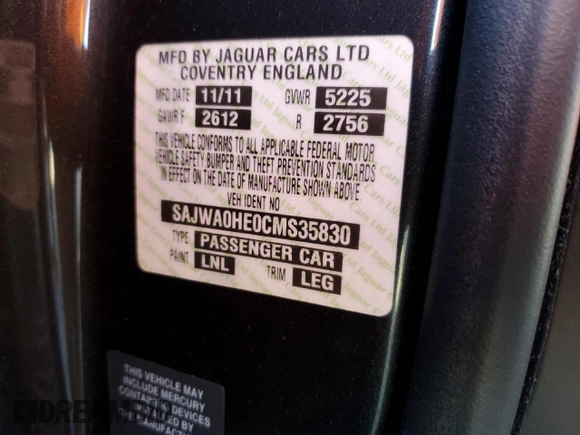 MFD BY JAGUAR CARS LTD
COVENTRY ENGLAND
MFD DATE 11/11 GVWR 5225
GAWR F 2612 R 2756
THIS VEHICLE CONFORMS TO ALL APPLICABLE FEDERAL MOTOR
VEHICLE SAFETY BUMPER AND THEFT PREVENTION STANDARDS
IN EFFECT ON THE DATE OF MANUFACTURE SHOWN ABOVE
VEH IDENT NO
SAJWA0HE0CMS35830
TYPE PASSENGER CAR
PAINT LNL TRIM LEG
THIS VEHICLE MAY
INCLUDE MERCURY
CONTAINING DEVICES
BY
MANUFACTU